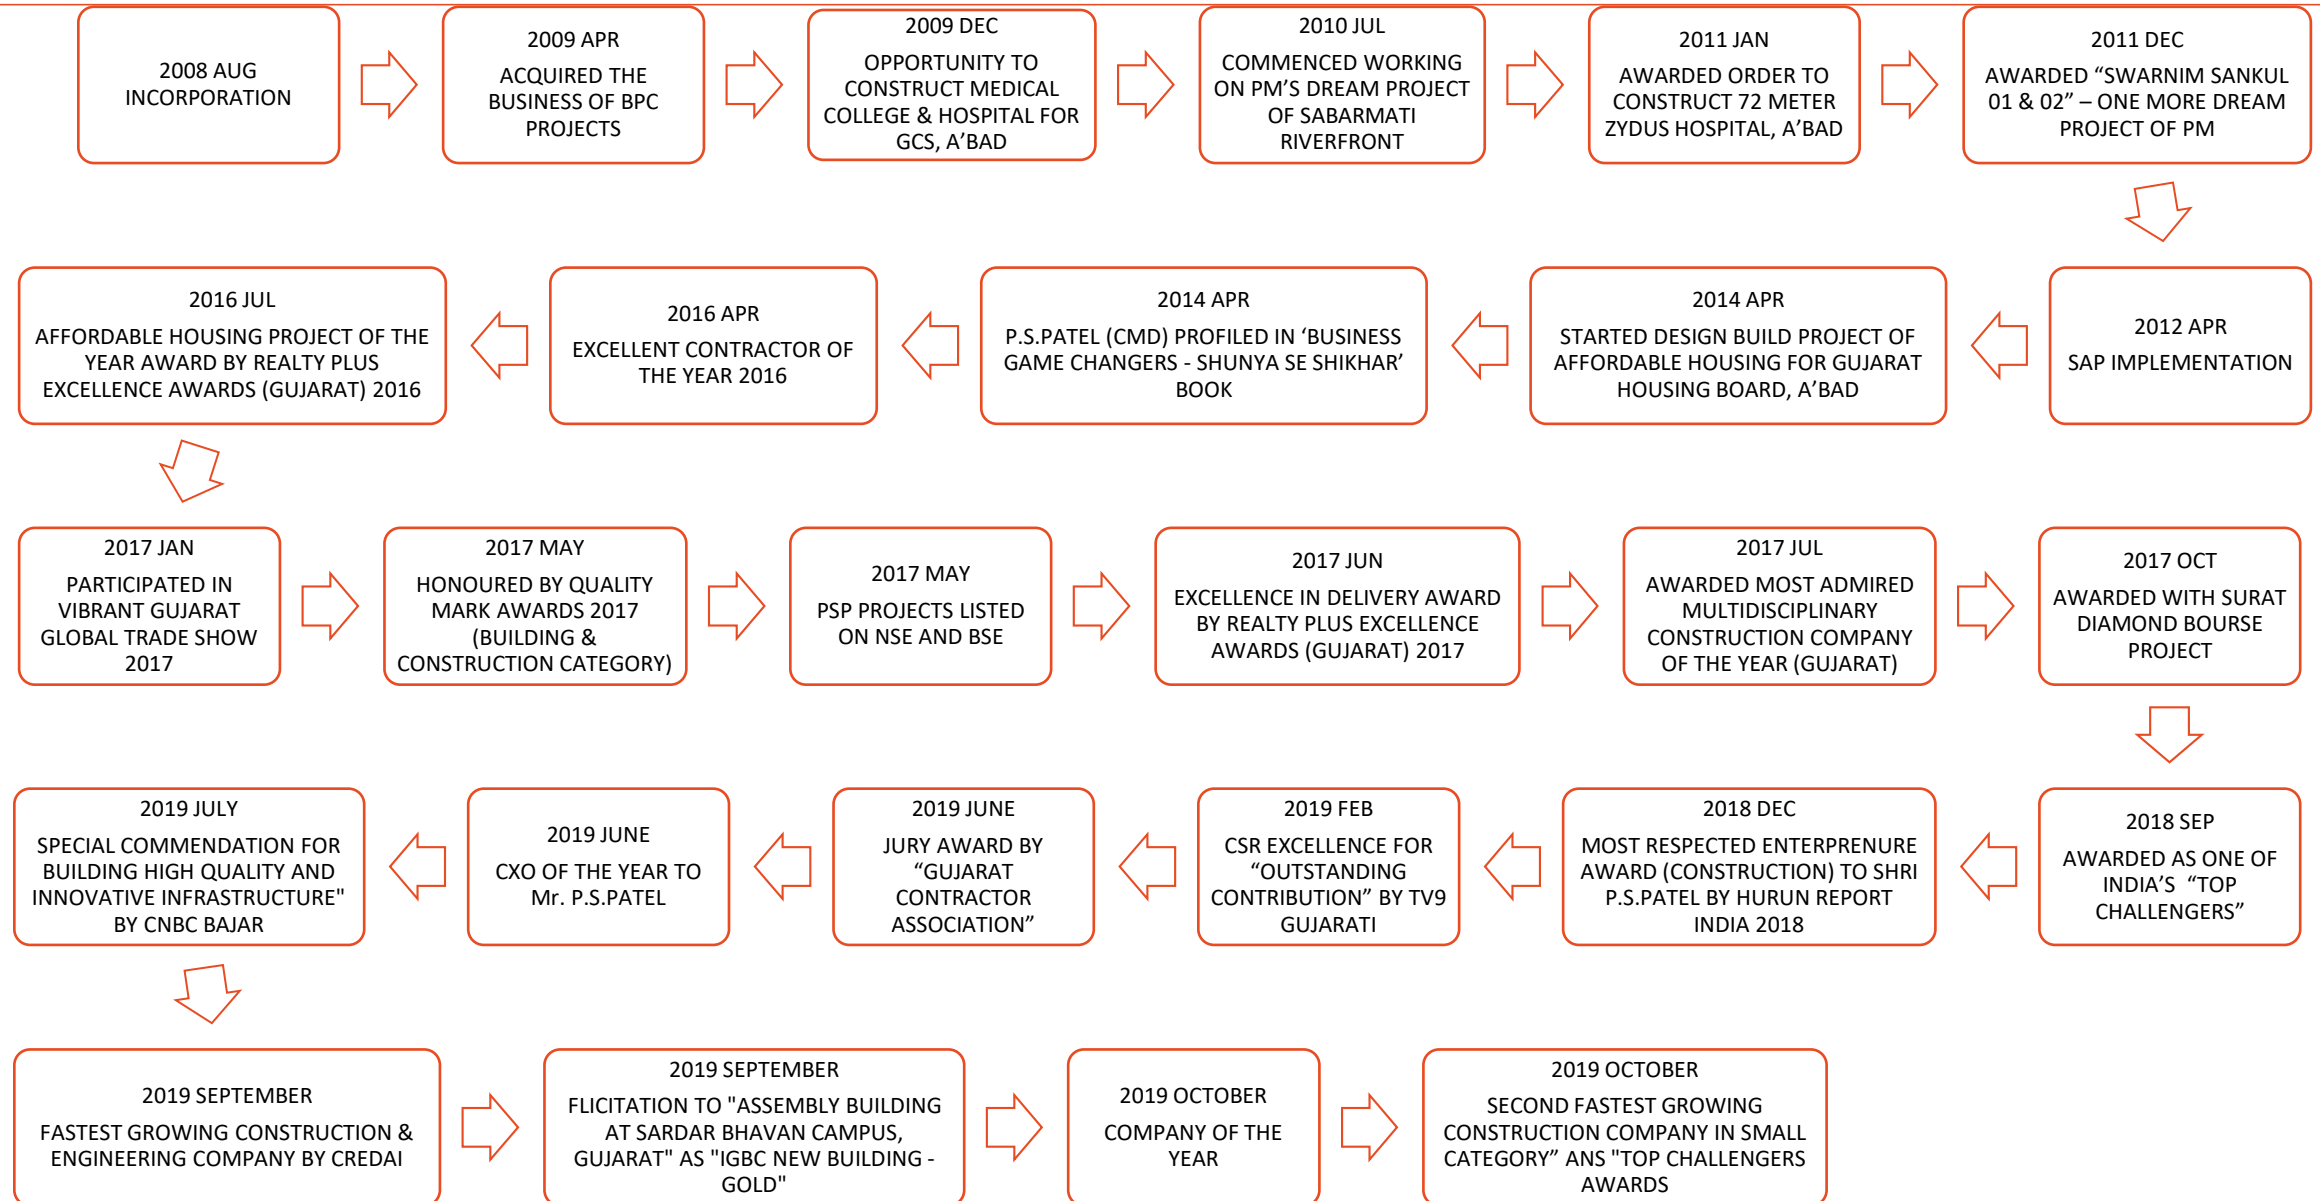 2008 AUG
INCORPORATION
2009 APR
ACQUIRED THE
BUSINESS OF BPC
PROJECTS
2009 DEC
OPPORTUNITY TO
CONSTRUCT MEDICAL
COLLEGE & HOSPITAL FOR
GCS, A’BAD
2010 JUL
COMMENCED WORKING
ON PM’S DREAM PROJECT
OF SABARMATI
RIVERFRONT
2011 JAN
AWARDED ORDER TO
CONSTRUCT 72 METER
ZYDUS HOSPITAL, A’BAD
2011 DEC
AWARDED “SWARNIM SANKUL
01 & 02” – ONE MORE DREAM
PROJECT OF PM
2012 APR
SAP IMPLEMENTATION
2014 APR
STARTED DESIGN BUILD PROJECT OF
AFFORDABLE HOUSING FOR GUJARAT
HOUSING BOARD, A’BAD
2014 APR
P.S.PATEL (CMD) PROFILED IN ‘BUSINESS
GAME CHANGERS - SHUNYA SE SHIKHAR’
BOOK
2016 APR
EXCELLENT CONTRACTOR OF
THE YEAR 2016
2016 JUL
AFFORDABLE HOUSING PROJECT OF THE
YEAR AWARD BY REALTY PLUS
EXCELLENCE AWARDS (GUJARAT) 2016
2017 JAN
PARTICIPATED IN
VIBRANT GUJARAT
GLOBAL TRADE SHOW
2017
2017 MAY
HONOURED BY QUALITY
MARK AWARDS 2017
(BUILDING &
CONSTRUCTION CATEGORY)
2017 MAY
PSP PROJECTS LISTED
ON NSE AND BSE
2017 JUN
EXCELLENCE IN DELIVERY AWARD
BY REALTY PLUS EXCELLENCE
AWARDS (GUJARAT) 2017
2017 JUL
AWARDED MOST ADMIRED
MULTIDISCIPLINARY
CONSTRUCTION COMPANY
OF THE YEAR (GUJARAT)
2017 OCT
AWARDED WITH SURAT
DIAMOND BOURSE
PROJECT
2018 SEP
AWARDED AS ONE OF
INDIA’S “TOP
CHALLENGERS”
2018 DEC
MOST RESPECTED ENTERPRENURE
AWARD (CONSTRUCTION) TO SHRI
P.S.PATEL BY HURUN REPORT
INDIA 2018
2019 FEB
CSR EXCELLENCE FOR
“OUTSTANDING
CONTRIBUTION” BY TV9
GUJARATI
2019 JUNE
JURY AWARD BY
“GUJARAT
CONTRACTOR
ASSOCIATION”
2019 JUNE
CXO OF THE YEAR TO
Mr. P.S.PATEL
2019 JULY
SPECIAL COMMENDATION FOR
BUILDING HIGH QUALITY AND
INNOVATIVE INFRASTRUCTURE"
BY CNBC BAJAR
2019 SEPTEMBER
FASTEST GROWING CONSTRUCTION &
ENGINEERING COMPANY BY CREDAI
2019 SEPTEMBER
FLICITATION TO "ASSEMBLY BUILDING
AT SARDAR BHAVAN CAMPUS,
GUJARAT" AS "IGBC NEW BUILDING -
GOLD"
2019 OCTOBER
COMPANY OF THE
YEAR
2019 OCTOBER
SECOND FASTEST GROWING
CONSTRUCTION COMPANY IN SMALL
CATEGORY” ANS "TOP CHALLENGERS
AWARDS